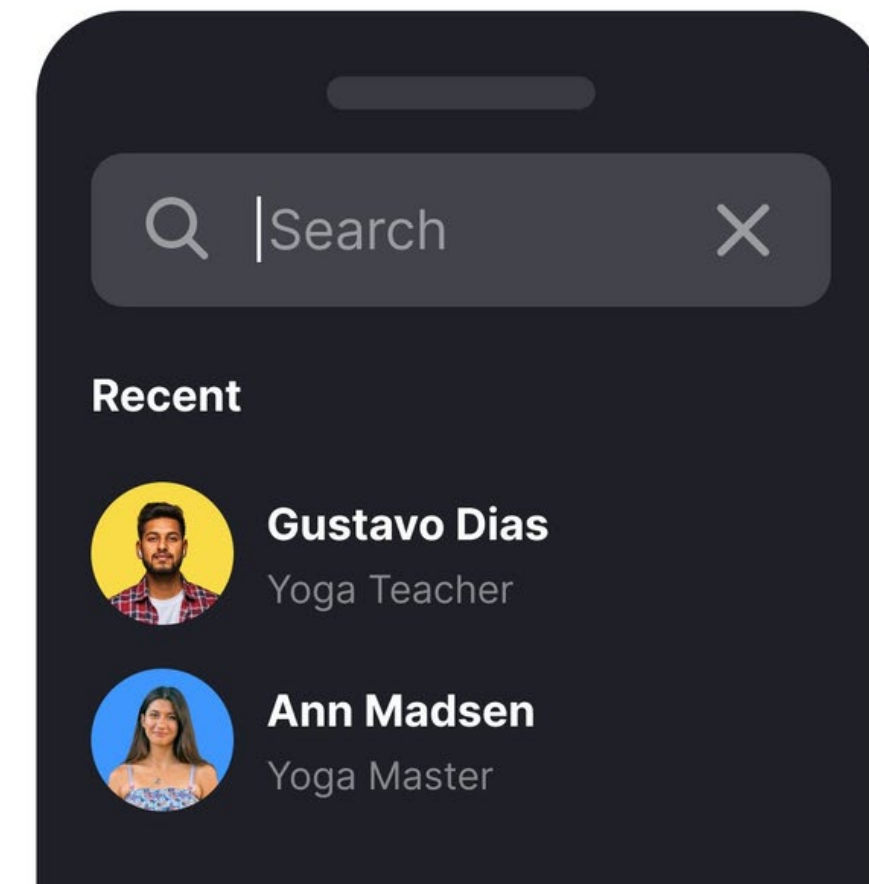 Search
Recent
Gustavo Dias
Yoga Teacher
Ann Madsen
Yoga Master